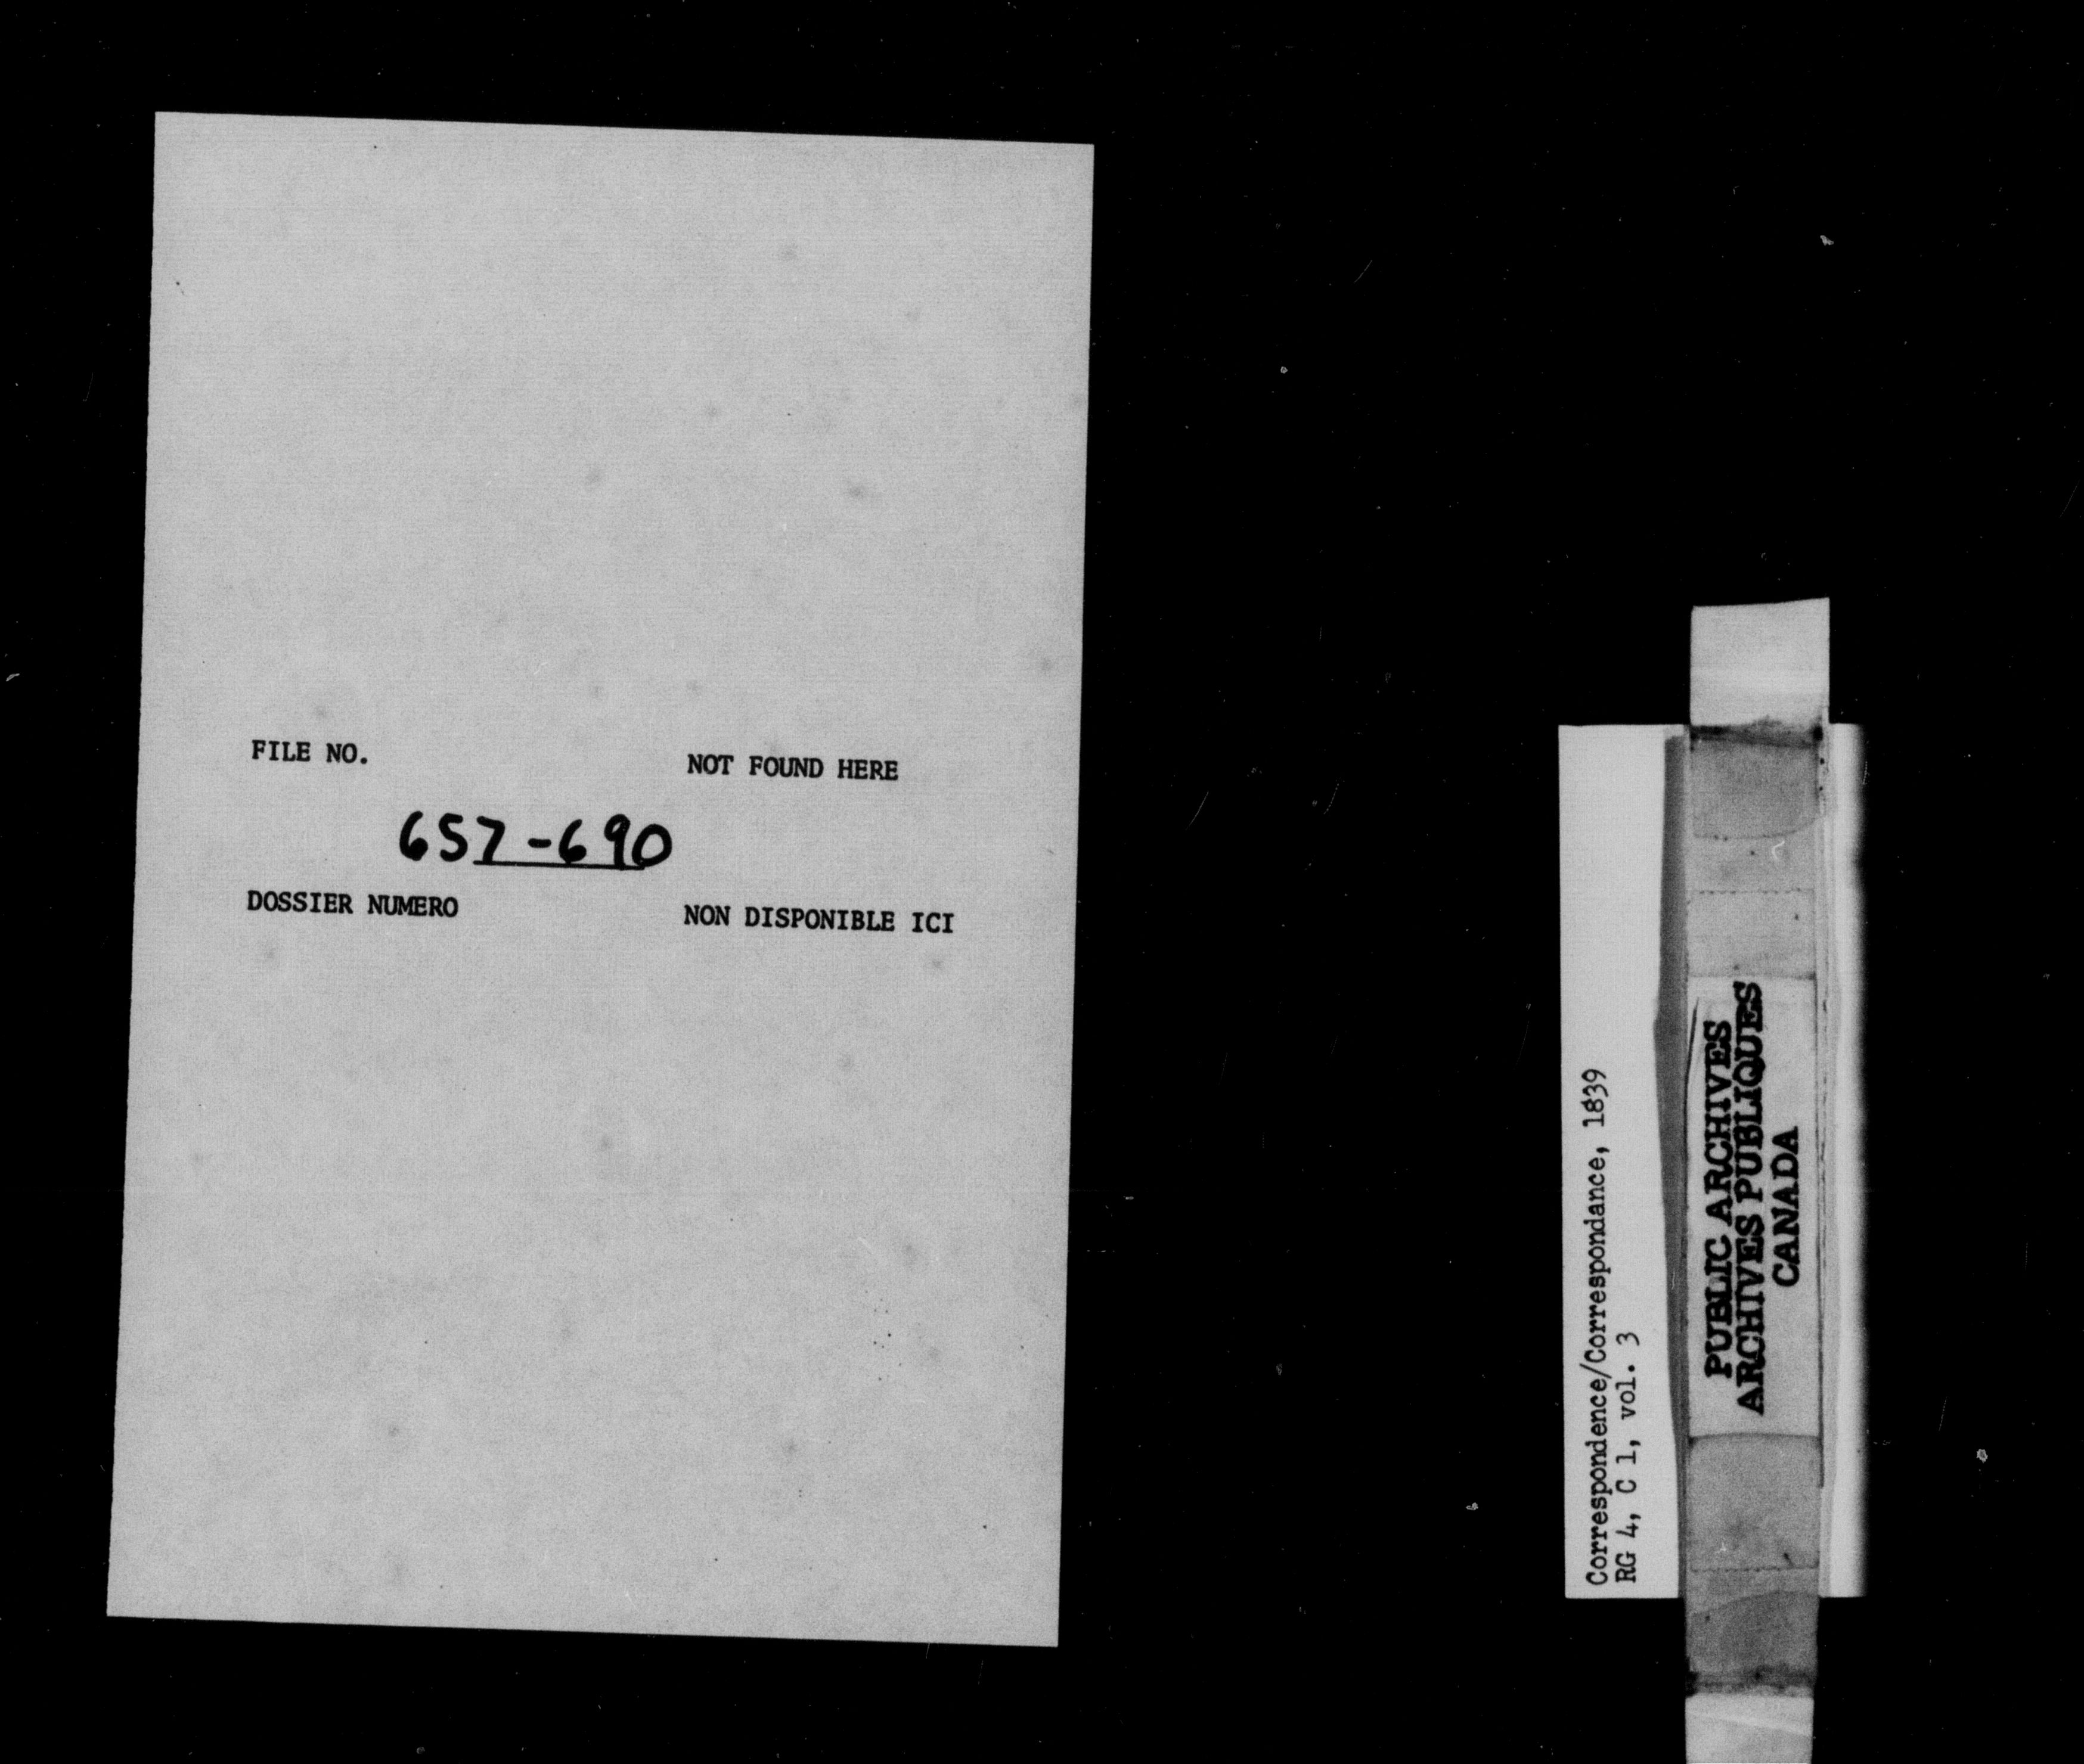 FILE NO. NOT FOUND HERE
657-690
DOSSIER NUMERO NON DISPONIBLE ICI
Correspondence/Correspondance, 1839
RG 4, C 1, vol. 3
PUBLIC ARCHIVES
ARCHIVES PUBLIQUES
CANADA